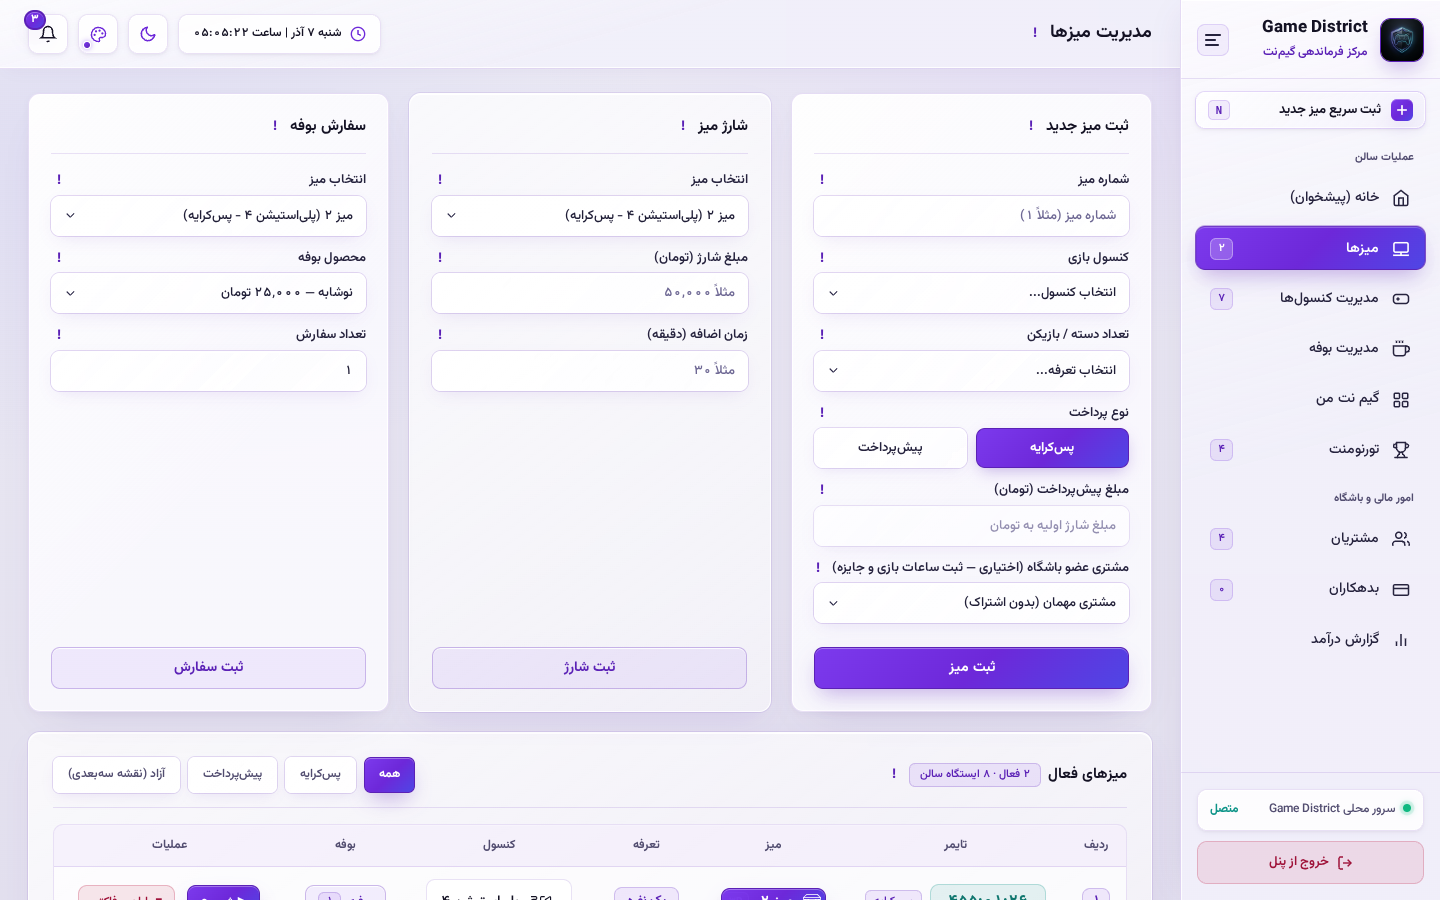 Game District
مرکز فرماندهی گیم‌نت
ثبت سریع میز جدید
N
عملیات سالن
خانه (پیشخوان)
میزها
۲
مدیریت کنسول‌ها
۷
مدیریت بوفه
گیم نت من
تورنومنت
۴
امور مالی و باشگاه
مشتریان
۴
بدهکاران
۰
گزارش درآمد
سرور محلی Game District
متصل
خروج از پنل
مدیریت میزها !
شنبه ۷ آذر | ساعت ۰۵:۰۵:۲۲
۳
ثبت میز جدید !
شماره میز !
شماره میز (مثلاً ۱)
کنسول بازی !
انتخاب کنسول...
تعداد دسته / بازیکن !
انتخاب تعرفه...
نوع پرداخت !
پس‌کرایه
پیش‌پرداخت
مبلغ پیش‌پرداخت (تومان) !
مبلغ شارژ اولیه به تومان
مشتری عضو باشگاه (اختیاری — ثبت ساعات بازی و جایزه) !
مشتری مهمان (بدون اشتراک)
ثبت میز
شارژ میز !
انتخاب میز !
میز ۲ (پلی‌استیشن ۴ - پس‌کرایه)
مبلغ شارژ (تومان) !
مثلاً ۵۰,۰۰۰
زمان اضافه (دقیقه) !
مثلاً ۳۰
ثبت شارژ
سفارش بوفه !
انتخاب میز !
میز ۲ (پلی‌استیشن ۴ - پس‌کرایه)
محصول بوفه !
نوشابه — ۲۵,۰۰۰ تومان
تعداد سفارش !
۱
ثبت سفارش
میزهای فعال
۲ فعال · ۸ ایستگاه سالن
!
همه
پس‌کرایه
پیش‌پرداخت
آزاد (نقشه سه‌بعدی)
ردیف
تایمر
میز
تعرفه
کنسول
بوفه
عملیات